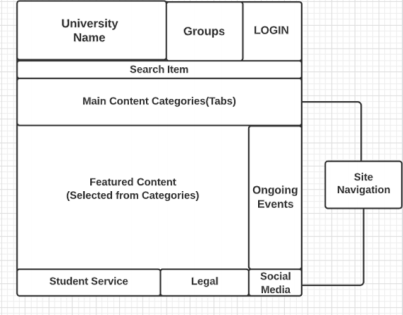 University
Name
Groups
LOGIN
Search Item
Main Content Categories(Tabs)
Featured Content
(Selected from Categories)
Ongoing
Events
Site
Navigation
Student Service
Legal
Social
Media